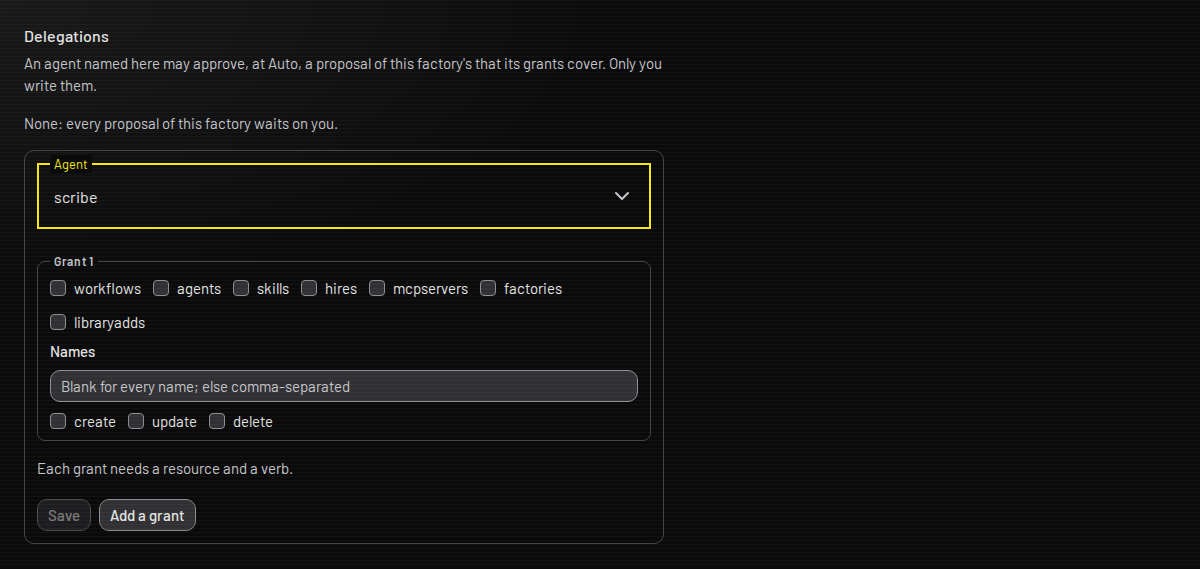 Delegations
An agent named here may approve, at Auto, a proposal of this factory's that its grants cover. Only you
write them.
None: every proposal of this factory waits on you.
Agent
scribe
Grant 1
workflows agents skills hires mcpservers factories
libraryadds
Names
Blank for every name; else comma-separated
create update delete
Each grant needs a resource and a verb.
Save Add a grant